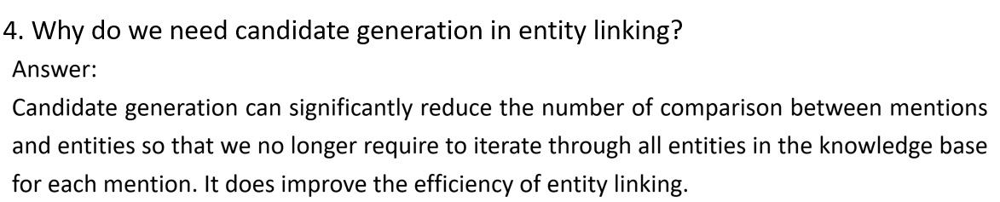 4. Why do we need candidate generation in entity linking?
Answer:
Candidate generation can significantly reduce the number of comparison between mentions
and entities so that we no longer require to iterate through all entities in the knowledge base
for each mention. It does improve the efficiency of entity linking.